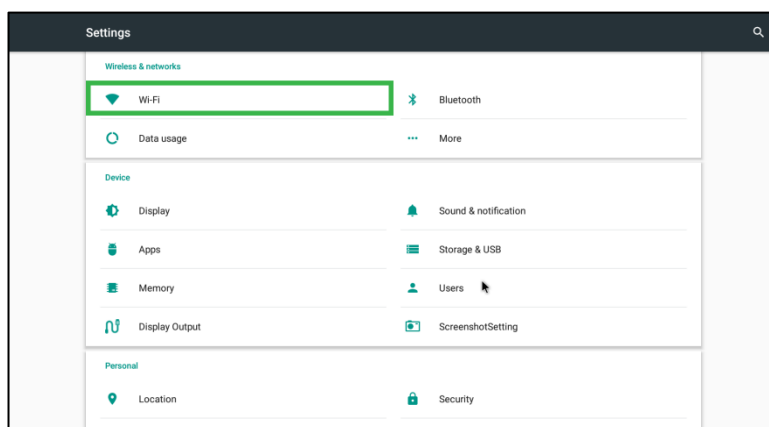 Settings
Wireless & networks
Wi-Fi
Bluetooth
Data usage
More
Device
Display
Sound & notification
Apps
Storage & USB
Memory
Users
Display Output
ScreenshotSetting
Personal
Location
Security